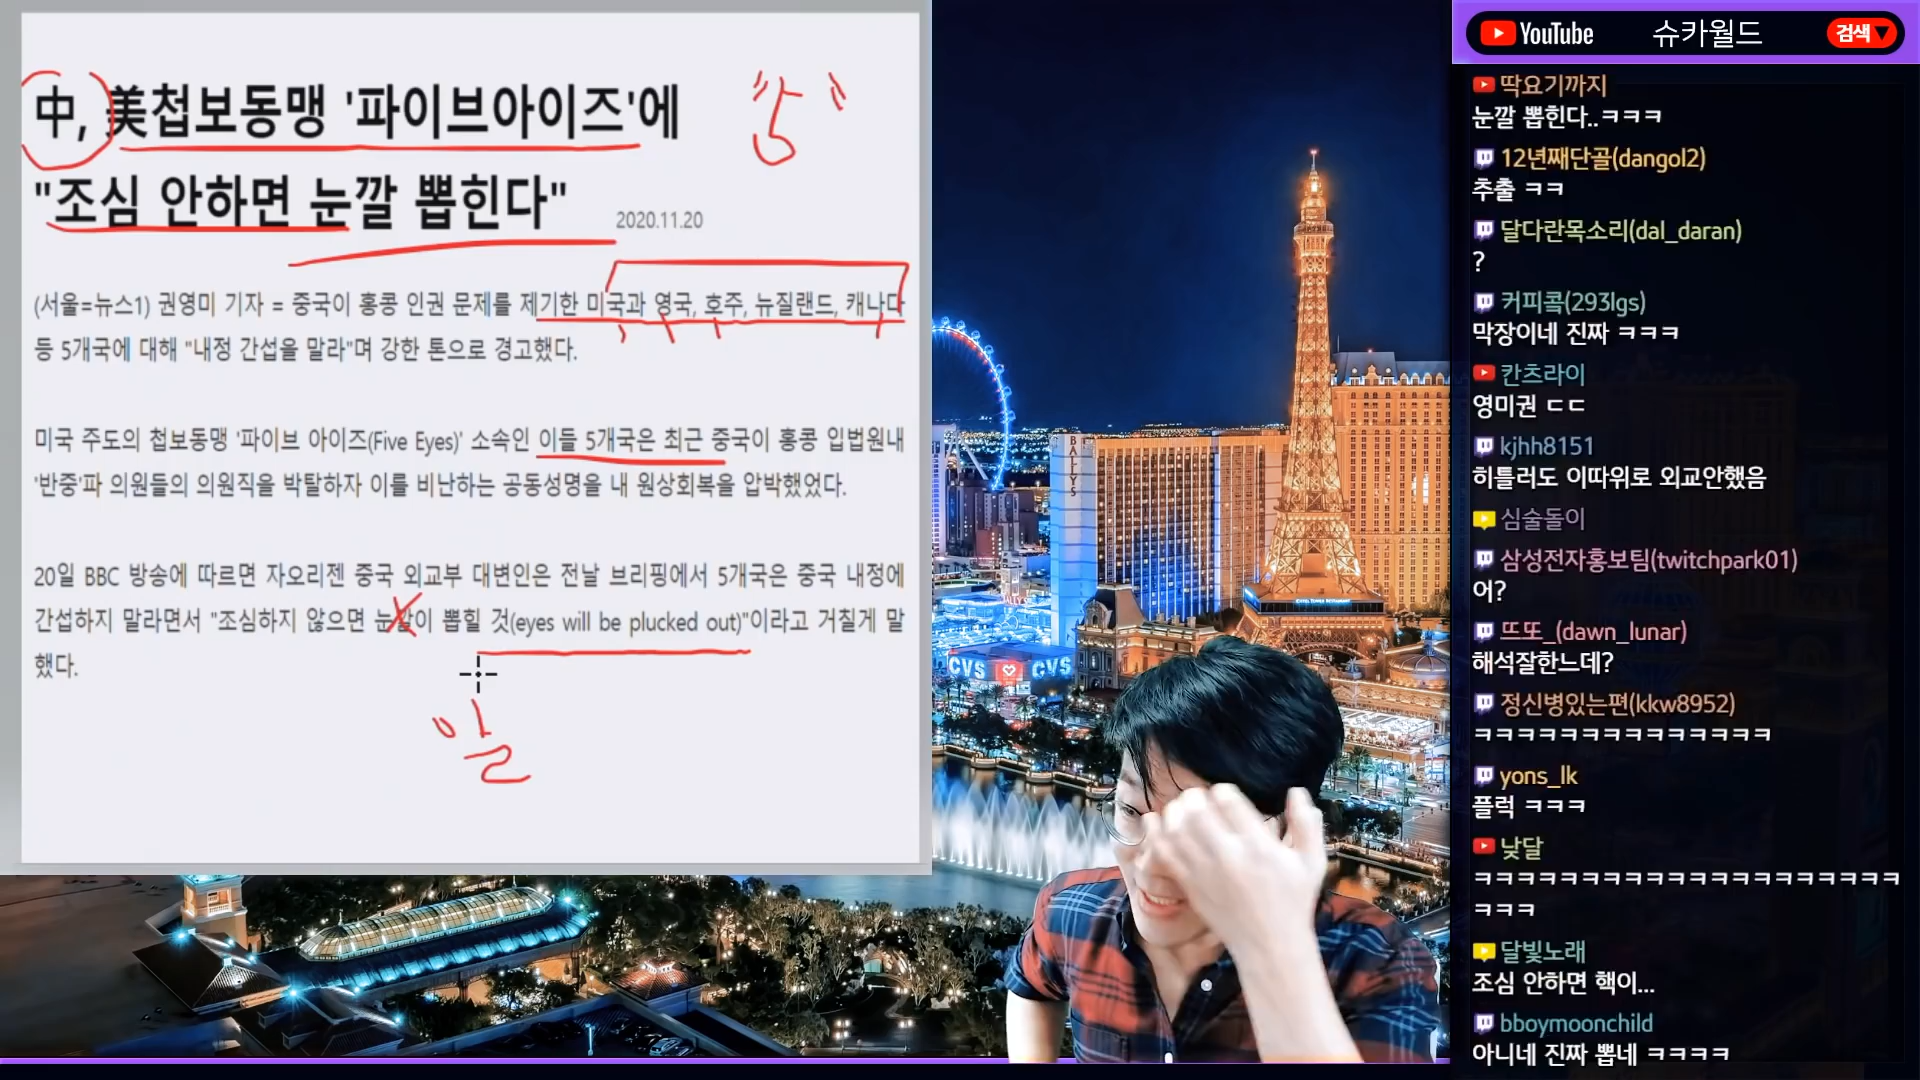 中, 美첩보동맹 '파이브아이즈'에
"5"
"조심 안하면 눈깔 뽑힌다"
2020.11.20
(서울=뉴스1) 권영미 기자 = 중국이 홍콩 인권 문제를 제기한 미국과 영국, 호주, 뉴질랜드, 캐나다
등 5개국에 대해 "내정 간섭을 말라"며 강한 톤으로 경고했다.
미국 주도의 첩보동맹 '파이브 아이즈(Five Eyes)' 소속인 이들 5개국은 최근 중국이 홍콩 입법원내
'반중'파 의원들의 의원직을 박탈하자 이를 비난하는 공동성명을 내 원상회복을 압박했었다.
20일 BBC 방송에 따르면 자오리젠 중국 외교부 대변인은 전날 브리핑에서 5개국은 중국 내정에
간섭하지 말라면서 "조심하지 않으면 눈깔이 뽑힐 것(eyes will be plucked out)"이라고 거칠게 말
했다.
알
BALLYS
CVS
CVS
YouTube
슈카월드
검색▼
딱요기까지
눈깔 뽑힌다..ㅋㅋㅋ
12년째단골(dangol2)
추출 ㅋㅋ
달다란목소리(dal_daran)
?
커피콬(293lgs)
막장이네 진짜 ㅋㅋㅋ
칸츠라이
영미권 ㄷㄷ
kjhh8151
히틀러도 이따위로 외교안했음
심술돌이
삼성전자홍보팀(twitchpark01)
어?
뜨또_(dawn_lunar)
해석잘한느데?
정신병있는편(kkw8952)
ㅋㅋㅋㅋㅋㅋㅋㅋㅋㅋㅋㅋㅋㅋ
yons_lk
플럭 ㅋㅋㅋ
낮달
ㅋㅋㅋㅋㅋㅋㅋㅋㅋㅋㅋㅋㅋㅋㅋㅋㅋㅋㅋㅋ
ㅋㅋㅋ
달빛노래
조심 안하면 핵이...
bboymoonchild
아니네 진짜 뽑네 ㅋㅋㅋㅋ